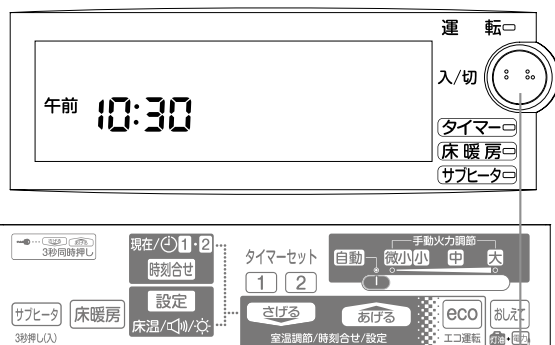 運 転
入/切
午前 10:30
タイマー
床暖房
サブヒータ
3秒同時押し
現在/1・2
時刻合せ
タイマーセット
1 2
手動火力調節
自動 微小 小 中 大
サブヒータ
3秒押し(入)
床暖房
設定
床温/
さげる
あげる
室温調節/時刻合せ/設定
eco
エコ運転
おしえて
灯油・電力